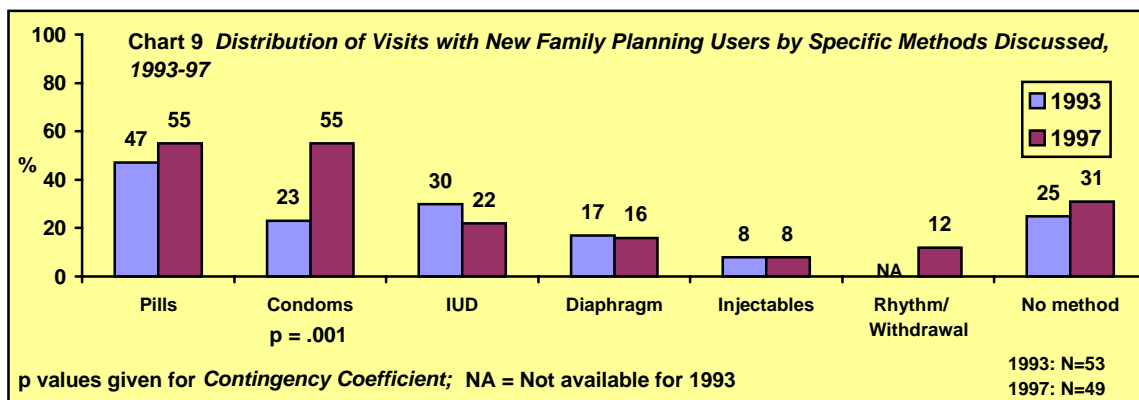 Chart 9 Distribution of Visits with New Family Planning Users by Specific Methods Discussed,
1993-97
100
80
60
%
40
20
0
1993
1997
47
55
23
55
30
22
17
16
8
8
NA
12
25
31
Pills
Condoms
IUD
Diaphragm
Injectables
Rhythm/
Withdrawal
No method
p = .001
p values given for Contingency Coefficient; NA = Not available for 1993
1993: N=53
1997: N=49